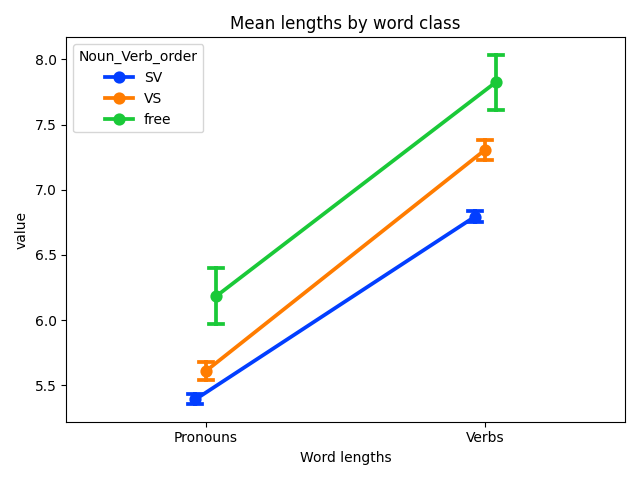 Mean lengths by word class
Noun_Verb_order
SV
VS
free
value
8.0
7.5
7.0
6.5
6.0
5.5
Pronouns
Verbs
Word lengths